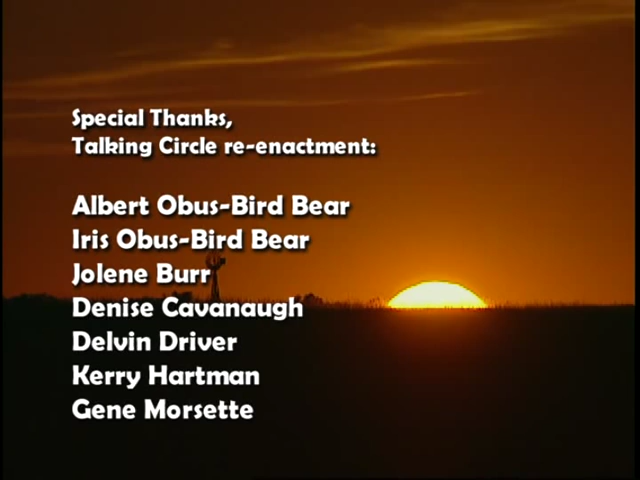 Special Thanks,
Talking Circle re-enactment:
Albert Obus-Bird Bear
Iris Obus-Bird Bear
Jolene Burr
Denise Cavanaugh
Delvin Driver
Kerry Hartman
Gene Morsette